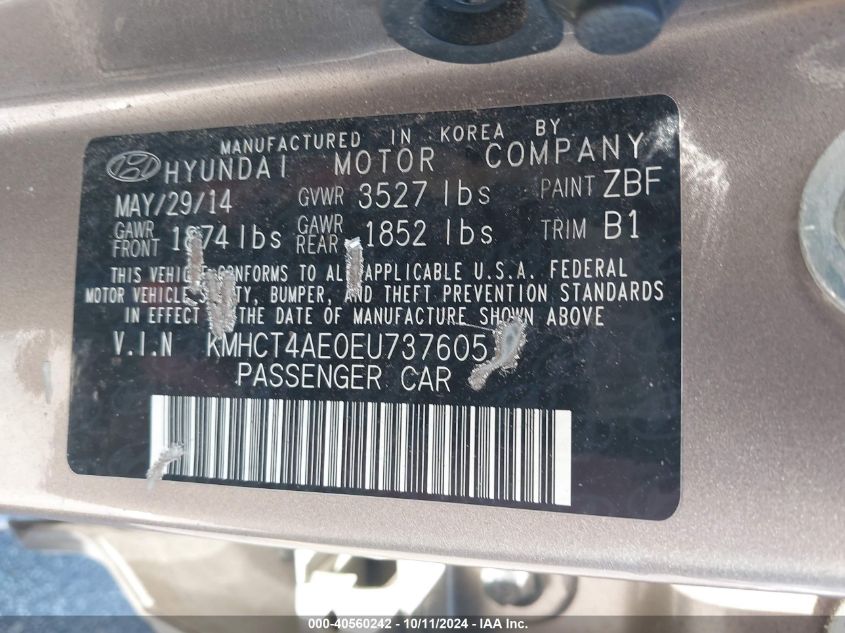 MANUFACTURED IN KOREA BY
HYUNDAI MOTOR COMPANY
MAY/29/14 GVWR 3527 lbs PAINT ZBF
GAWR FRONT lbs GAWR REAR 1852 lbs TRIM B1
THIS VEHICLE CONFORMS TO ALL APPLICABLE U.S.A. FEDERAL
MOTOR VEHICLE SAFETY, BUMPER, AND THEFT PREVENTION STANDARDS
IN EFFECT ON THE DATE OF MANUFACTURE SHOWN ABOVE
V.I.N KMHCT4AE0EU737605
PASSENGER CAR
000-40560242 - 10/11/2024 - IAA Inc.